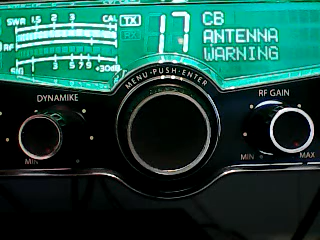 SWR 1 2 3 CAL
RF
SIG 1 3 5 7 9 +30dB
TX
17
CB
ANTENNA
WARNING
MENU•PUSH•ENTER
DYNAMIKE
MIN
RF GAIN
MIN MAX